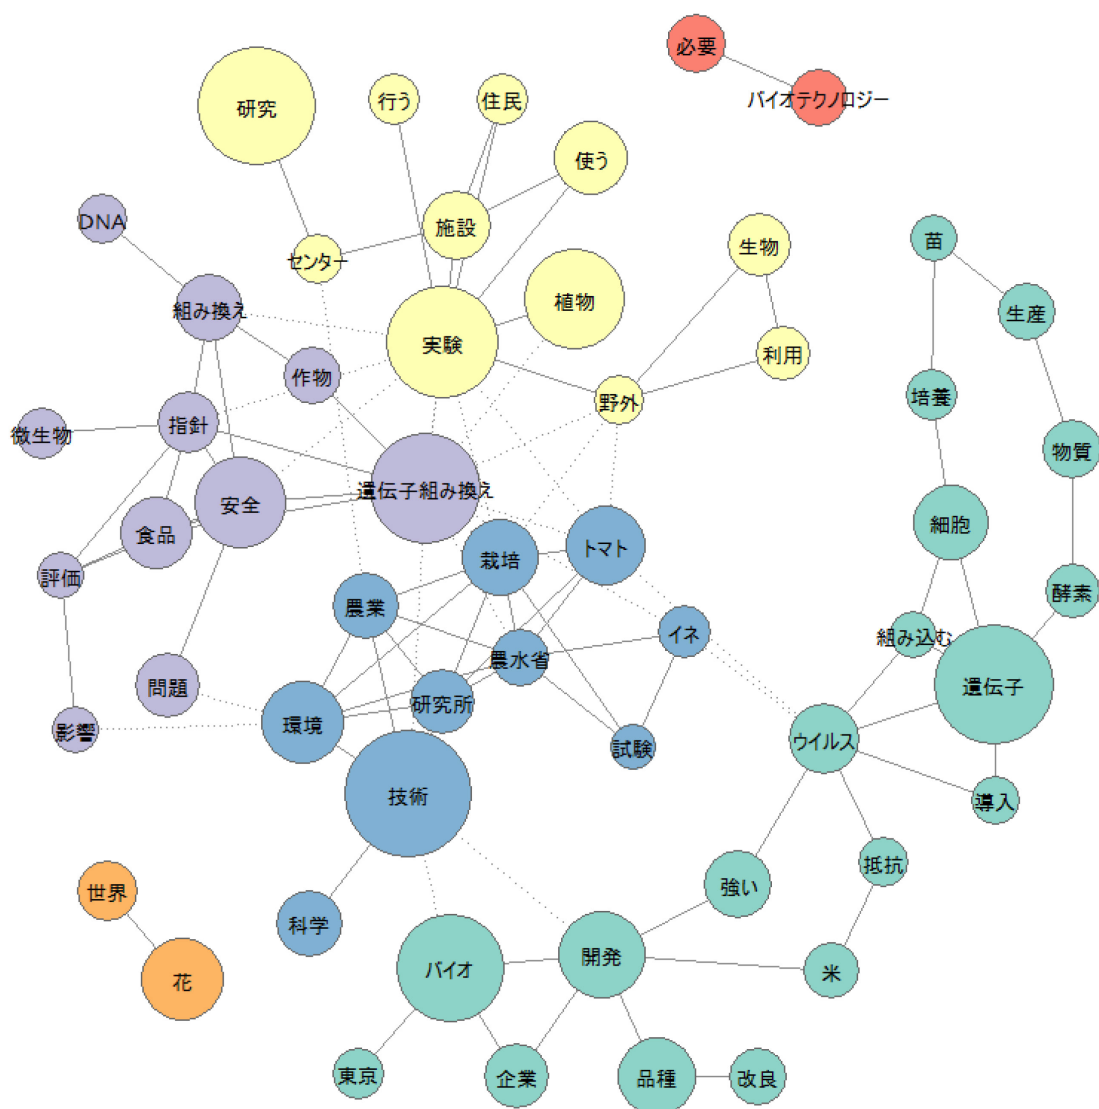 必要
バイオテクノロジー
研究
行う
住民
使う
DNA
施設
生物
苗
センター
組み換え
植物
生産
実験
利用
作物
野外
培養
微生物
指針
物質
遺伝子組み換え
安全
細胞
食品
栽培
トマト
評価
農業
酵素
イネ
組み込む
農水省
問題
遺伝子
研究所
影響
環境
試験
ウイルス
技術
導入
抵抗
世界
強い
科学
開発
バイオ
米
花
東京
企業
品種
改良